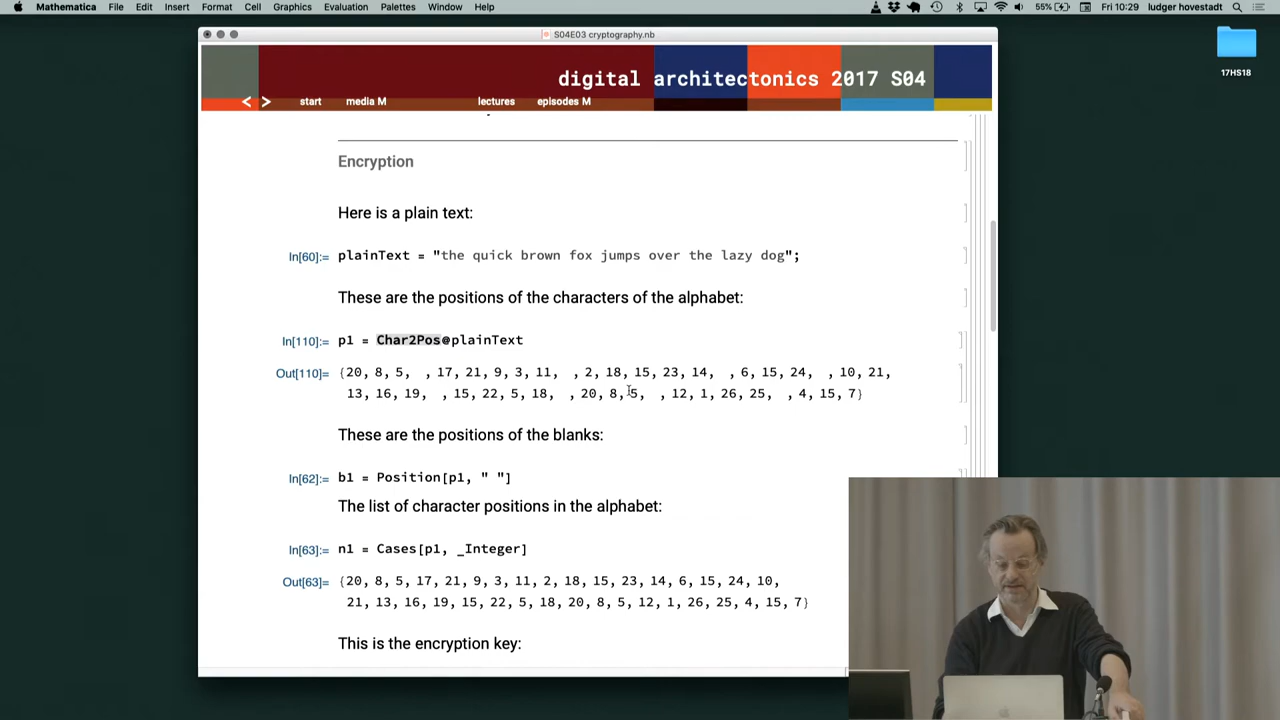 Mathematica File Edit Insert Format Cell Graphics Evaluation Palettes Window Help 55% Fri 10:29 ludger hovestadt
S04E03 cryptography.nb
17HS18
digital architectonics 2017 S04
< > start media M lectures episodes M
Encryption
Here is a plain text:
In[60]:= plainText = "the quick brown fox jumps over the lazy dog";
These are the positions of the characters of the alphabet:
In[110]:= p1 = Char2Pos@plainText
Out[110]= {20, 8, 5,  , 17, 21, 9, 3, 11,  , 2, 18, 15, 23, 14,  , 6, 15, 24,  , 10, 21,
13, 16, 19,  , 15, 22, 5, 18,  , 20, 8, 5,  , 12, 1, 26, 25,  , 4, 15, 7}
These are the positions of the blanks:
In[62]:= b1 = Position[p1, " "]
The list of character positions in the alphabet:
In[63]:= n1 = Cases[p1, _Integer]
Out[63]= {20, 8, 5, 17, 21, 9, 3, 11, 2, 18, 15, 23, 14, 6, 15, 24, 10,
21, 13, 16, 19, 15, 22, 5, 18, 20, 8, 5, 12, 1, 26, 25, 4, 15, 7}
This is the encryption key: